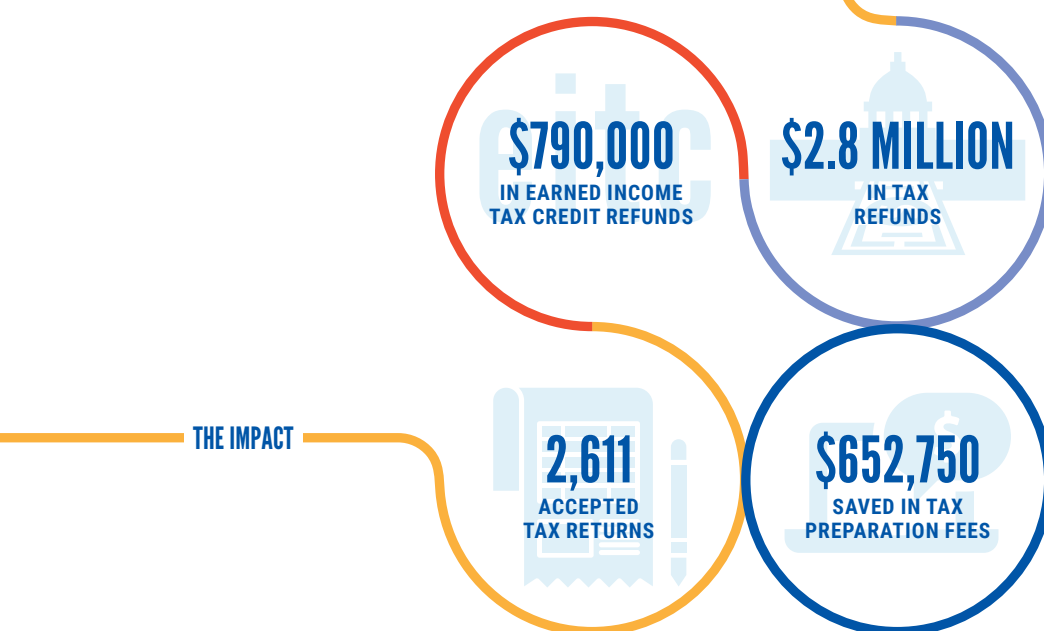 eitc
$790,000
IN EARNED INCOME
TAX CREDIT REFUNDS
$2.8 MILLION
IN TAX
REFUNDS
THE IMPACT
2,611
ACCEPTED
TAX RETURNS
$
$652,750
SAVED IN TAX
PREPARATION FEES